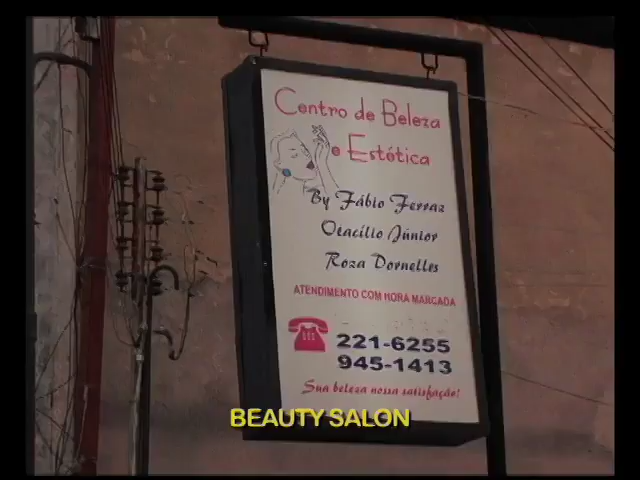 Centro de Beleza
e Estética
By Fábio Ferraz
Otacílio Júnior
Roza Dornelles
ATENDIMENTO COM HORA MARCADA
221-6255
945-1413
Sua beleza nossa satisfação!
BEAUTY SALON